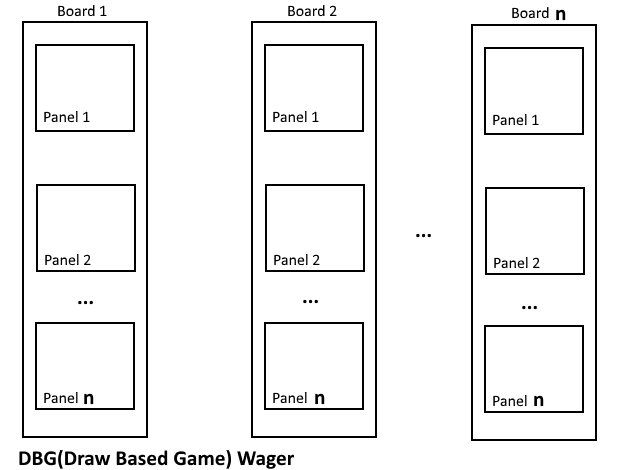 Board 1
Board 2
Board n
Panel 1
Panel 1
Panel 1
Panel 2
Panel 2
Panel 2
...
...
...
...
Panel n
Panel n
Panel n
DBG(Draw Based Game) Wager